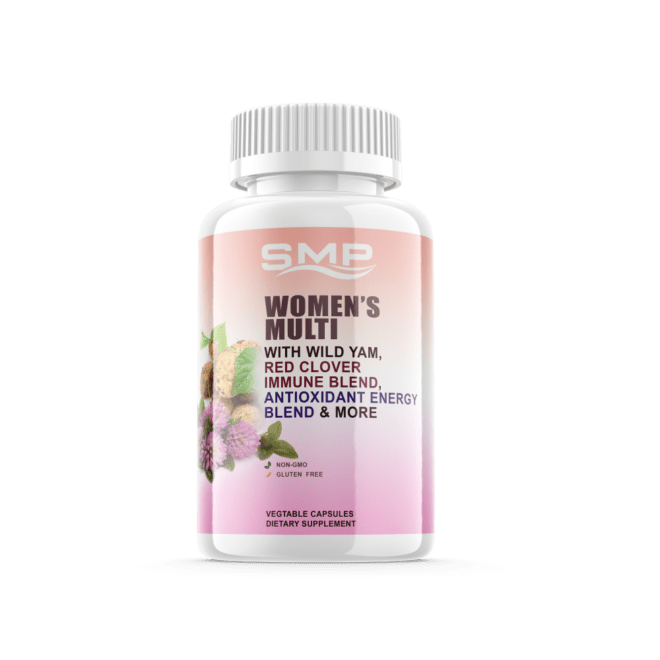 SMP
WOMEN'S
MULTI
WITH WILD YAM,
RED CLOVER
IMMUNE BLEND,
ANTIOXIDANT ENERGY
BLEND & MORE
NON-GMO
GLUTEN FREE
VEGTABLE CAPSULES
DIETARY SUPPLEMENT